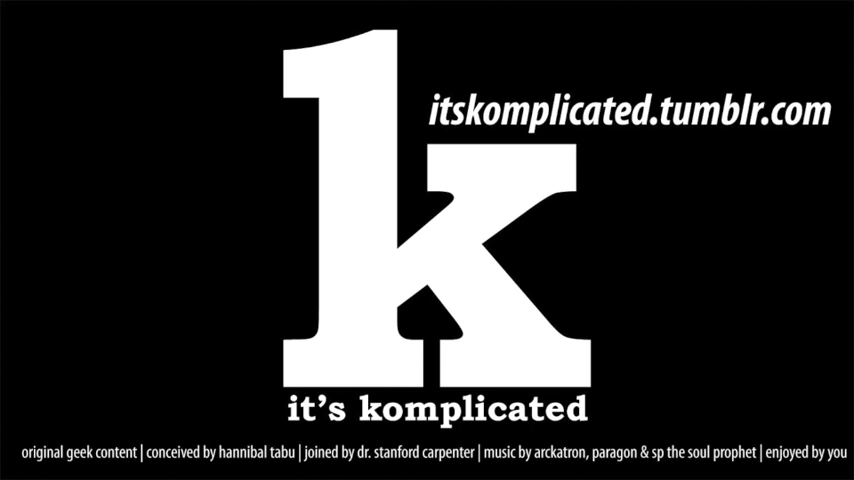 k
itskomplicated.tumblr.com
it's komplicated
original geek content | conceived by hannibal tabu | joined by dr. stanford carpenter | music by arckatron, paragon & sp the soul prophet | enjoyed by you